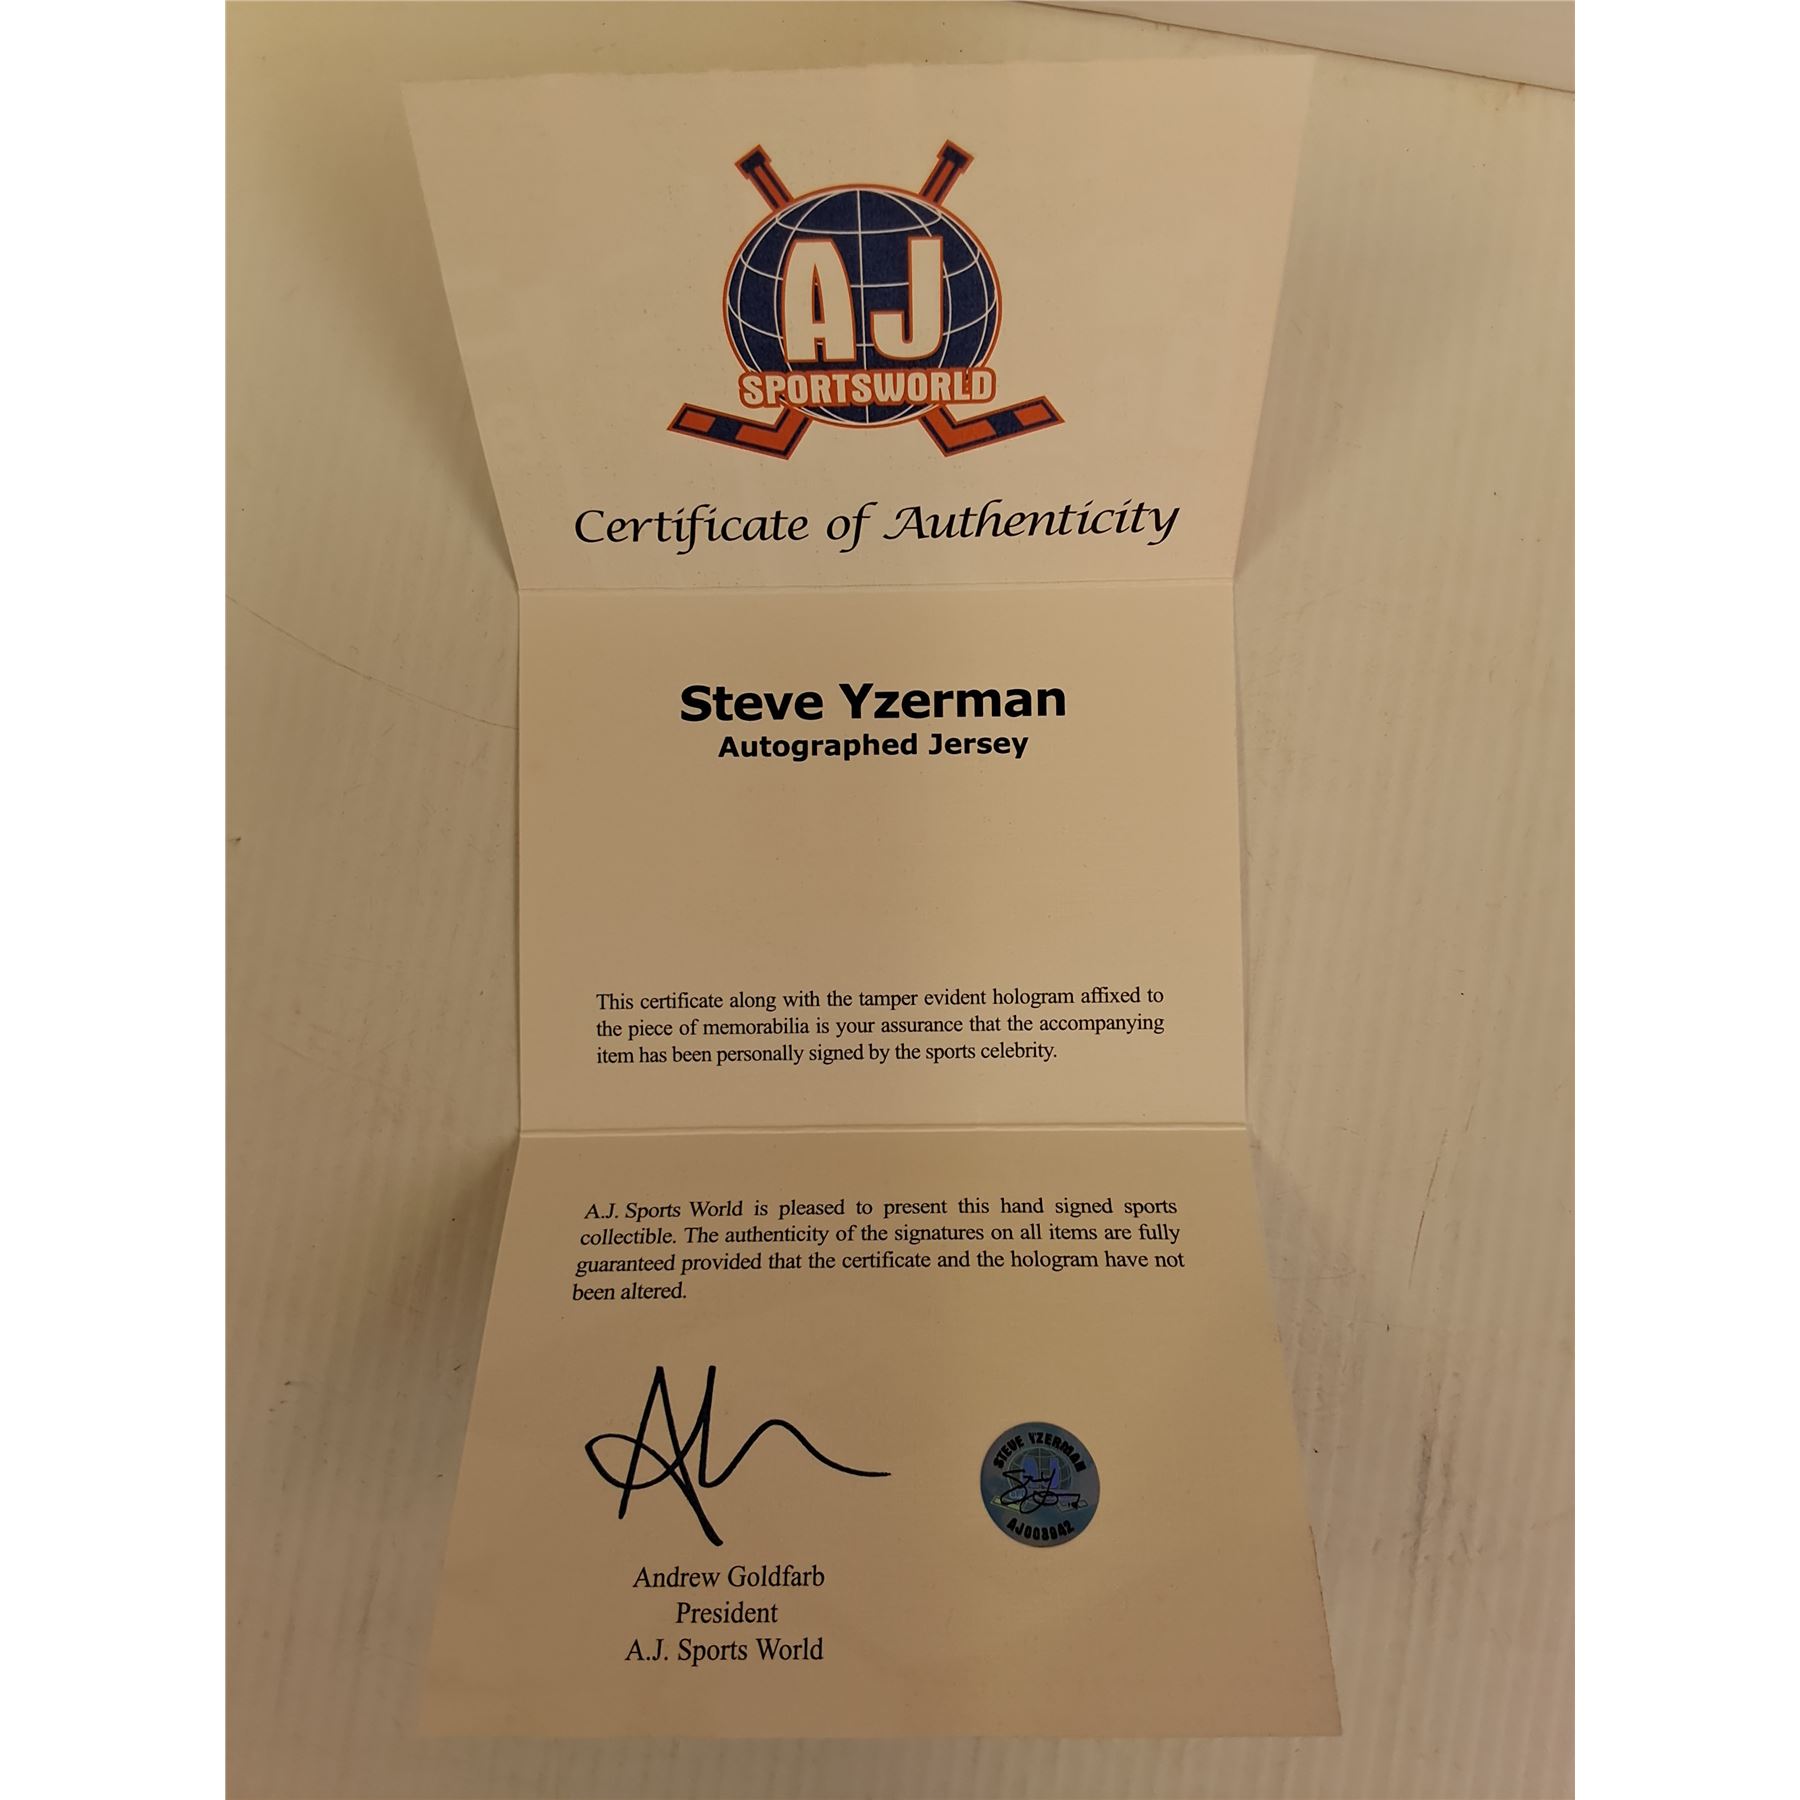 AJ
SPORTSWORLD
Certificate of Authenticity
Steve Yzerman
Autographed Jersey
This certificate along with the tamper evident hologram affixed to
the piece of memorabilia is your assurance that the accompanying
item has been personally signed by the sports celebrity.
A.J. Sports World is pleased to present this hand signed sports
collectible. The authenticity of the signatures on all items are fully
guaranteed provided that the certificate and the hologram have not
been altered.
Andrew Goldfarb
President
A.J. Sports World
STEVE YZERMAN
AJ
AJ003942